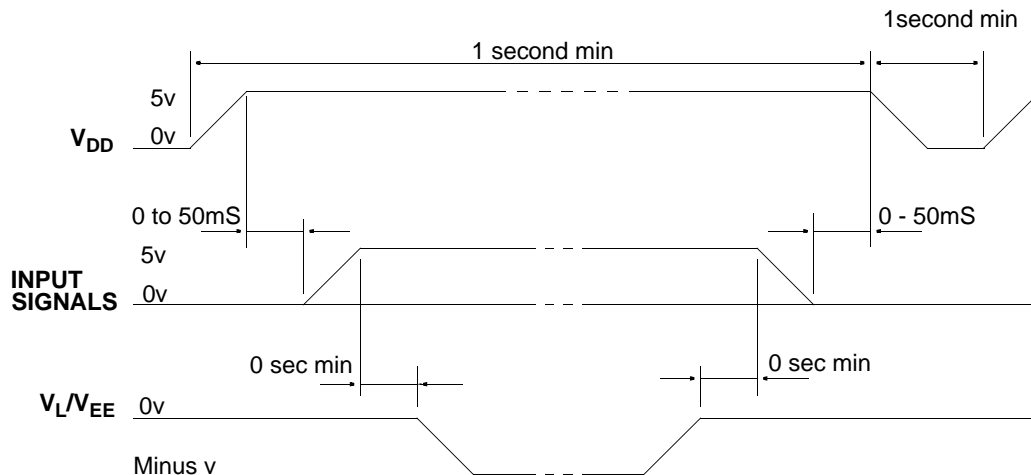 1second min
1 second min
5v
0v
VDD
0 to 50mS
0 - 50mS
5v
INPUT
SIGNALS
0v
0 sec min
0 sec min
VL/VEE
0v
Minus v